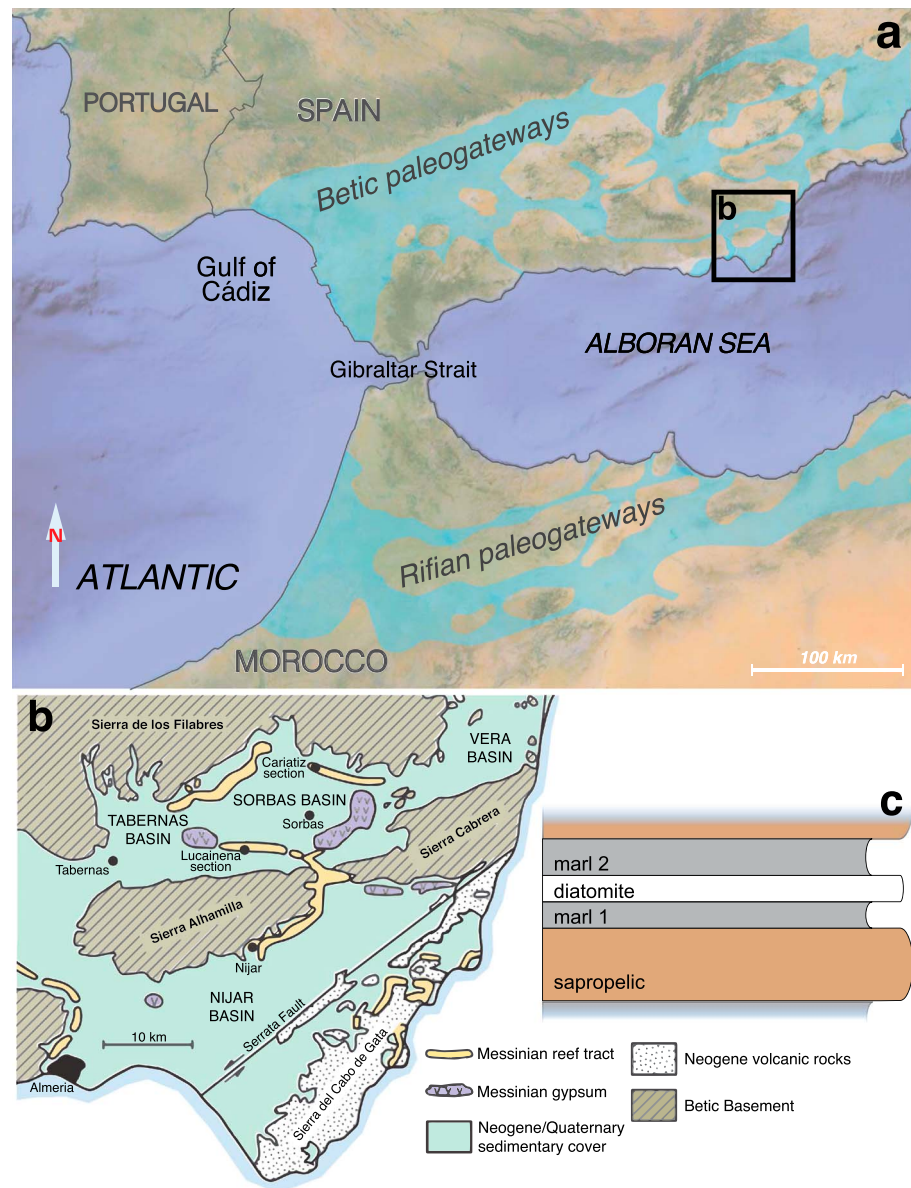 a
PORTUGAL
SPAIN
Betic paleogateways
b
Gulf of
Cádiz
ALBORAN SEA
Gibraltar Strait
N
Rifian paleogateways
ATLANTIC
MOROCCO
100 km
b
Sierra de los Filabres
VERA
BASIN
Cariatiz
section
SORBAS BASIN
TABERNAS
BASIN
Sorbas
Lucainena
section
Sierra Cabrera
Tabernas
Sierra Alhamilla
Nijar
NIJAR
BASIN
Serrata Fault
10 km
Almeria
Sierra del Cabo de Gata
c
marl 2
diatomite
marl 1
sapropelic
Messinian reef tract
Messinian gypsum
Neogene/Quaternary
sedimentary cover
Neogene volcanic rocks
Betic Basement